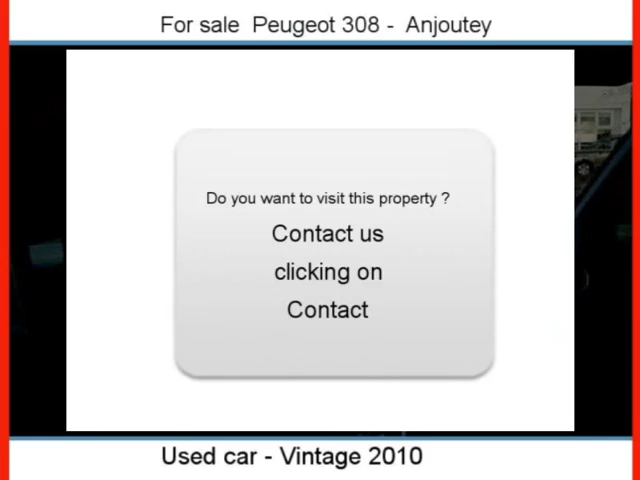 For sale Peugeot 308 - Anjoutey
Do you want to visit this property ?
Contact us
clicking on
Contact
Used car - Vintage 2010